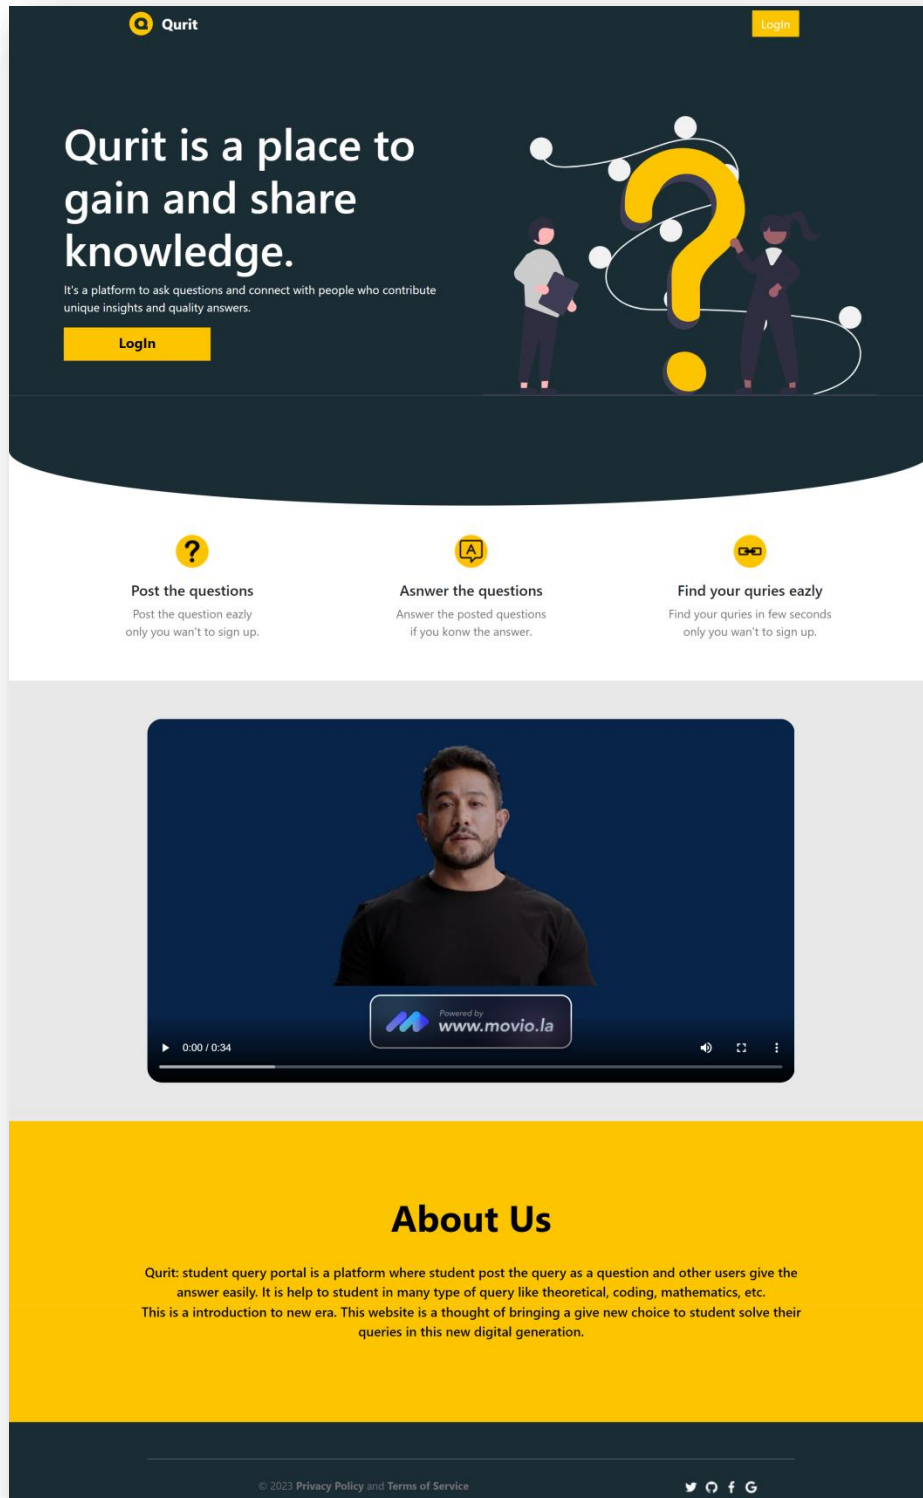 Qurit
LogIn
Qurit is a place to
gain and share
knowledge.
It's a platform to ask questions and connect with people who contribute
unique insights and quality answers.
LogIn
Post the questions
Post the question eazly
only you wan't to sign up.
Asnwer the questions
Answer the posted questions
if you konw the answer.
Find your quries eazly
Find your quries in few seconds
only you wan't to sign up.
Powered by
www.movio.la
0:00 / 0:34
About Us
Qurit: student query portal is a platform where student post the query as a question and other users give the
answer easily. It is help to student in many type of query like theoretical, coding, mathematics, etc.
This is a introduction to new era. This website is a thought of bringing a give new choice to student solve their
queries in this new digital generation.
© 2023 Privacy Policy and Terms of Service